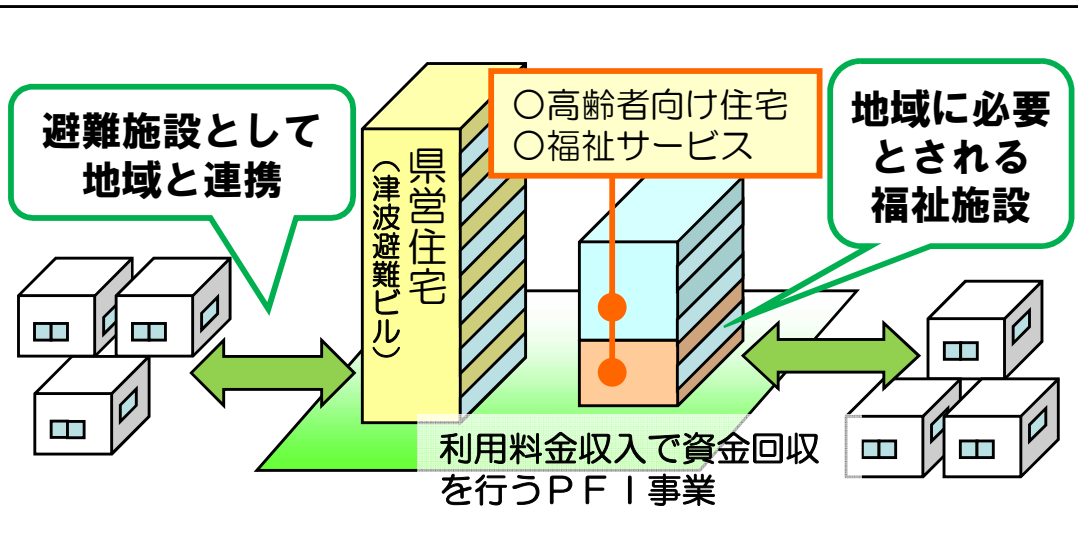 避難施設として
地域と連携
県営住宅
（津波避難ビル）
○高齢者向け住宅
○福祉サービス
地域に必要
とされる
福祉施設
利用料金収入で資金回収
を行うＰＦＩ事業